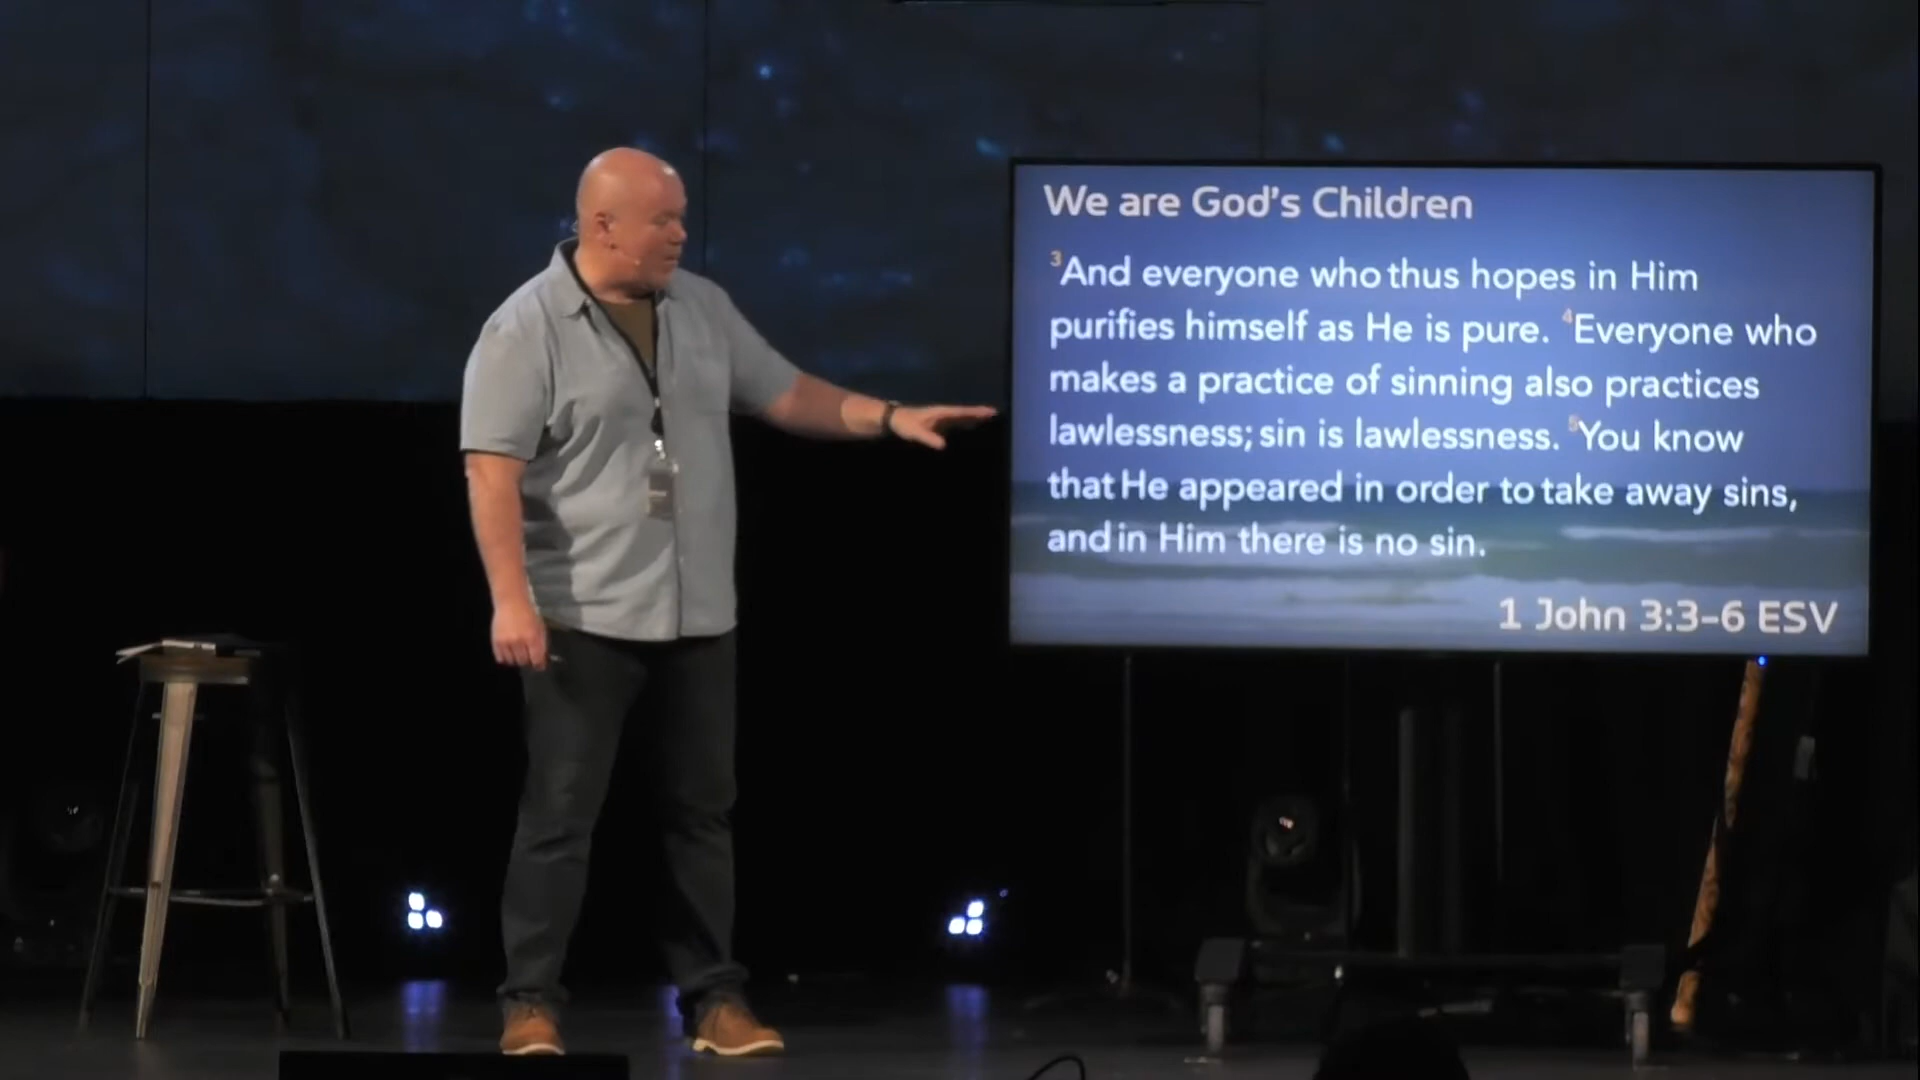 We are God's Children
3And everyone who thus hopes in Him
purifies himself as He is pure. 4Everyone who
makes a practice of sinning also practices
lawlessness; sin is lawlessness. 5You know
that He appeared in order to take away sins,
and in Him there is no sin.
1 John 3:3-6 ESV